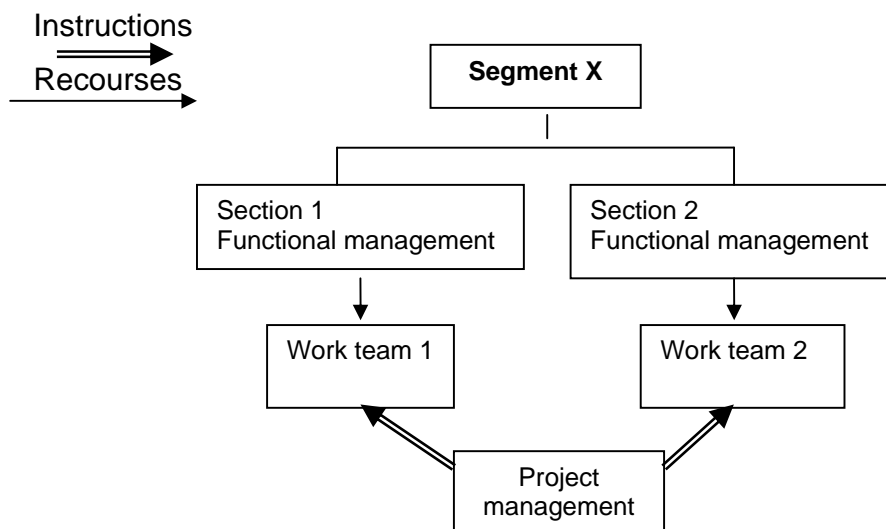 Instructions
Recourses
Segment X
Section 1
Functional management
Section 2
Functional management
Work team 1
Work team 2
Project
management